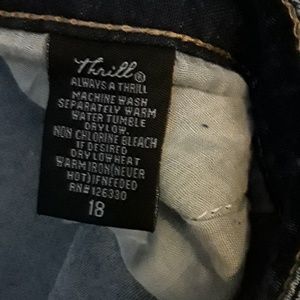 Thrill®
ALWAYS A THRILL
MACHINE WASH
SEPARATELY WARM
WATER TUMBLE
DRY LOW.
NON CHLORINE BLEACH
IF DESIRED
DRY LOW HEAT
WARM IRON(NEVER
HOT)IF NEEDED
RN#126330
18